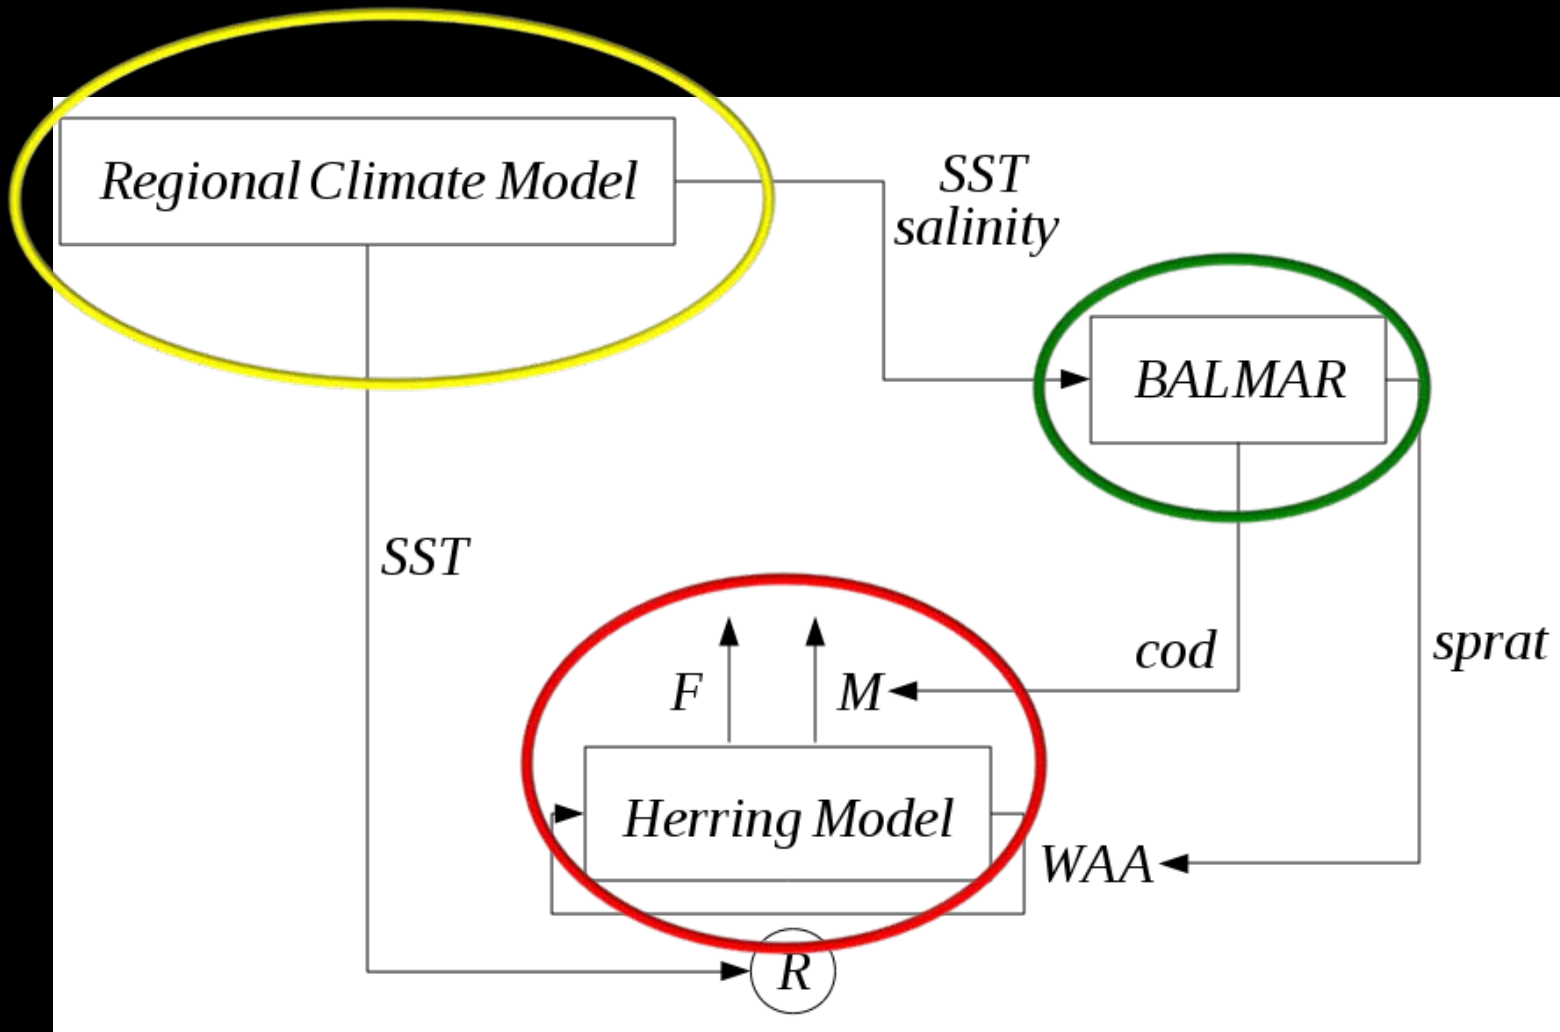 Regional Climate Model
SST
salinity
BALMAR
SST
cod
sprat
F
M
Herring Model
WAA
R